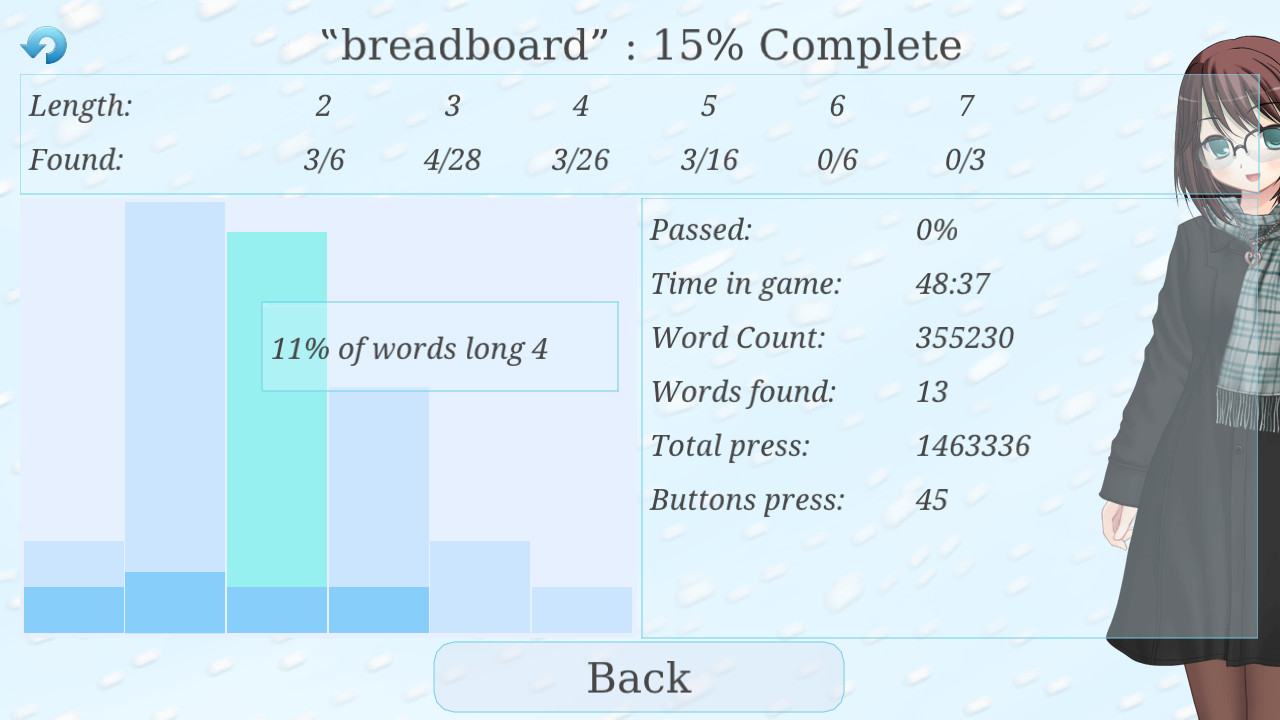 “breadboard” : 15% Complete
Length: 2 3 4 5 6 7
Found: 3/6 4/28 3/26 3/16 0/6 0/3
11% of words long 4
Passed: 0%
Time in game: 48:37
Word Count: 355230
Words found: 13
Total press: 1463336
Buttons press: 45
Back